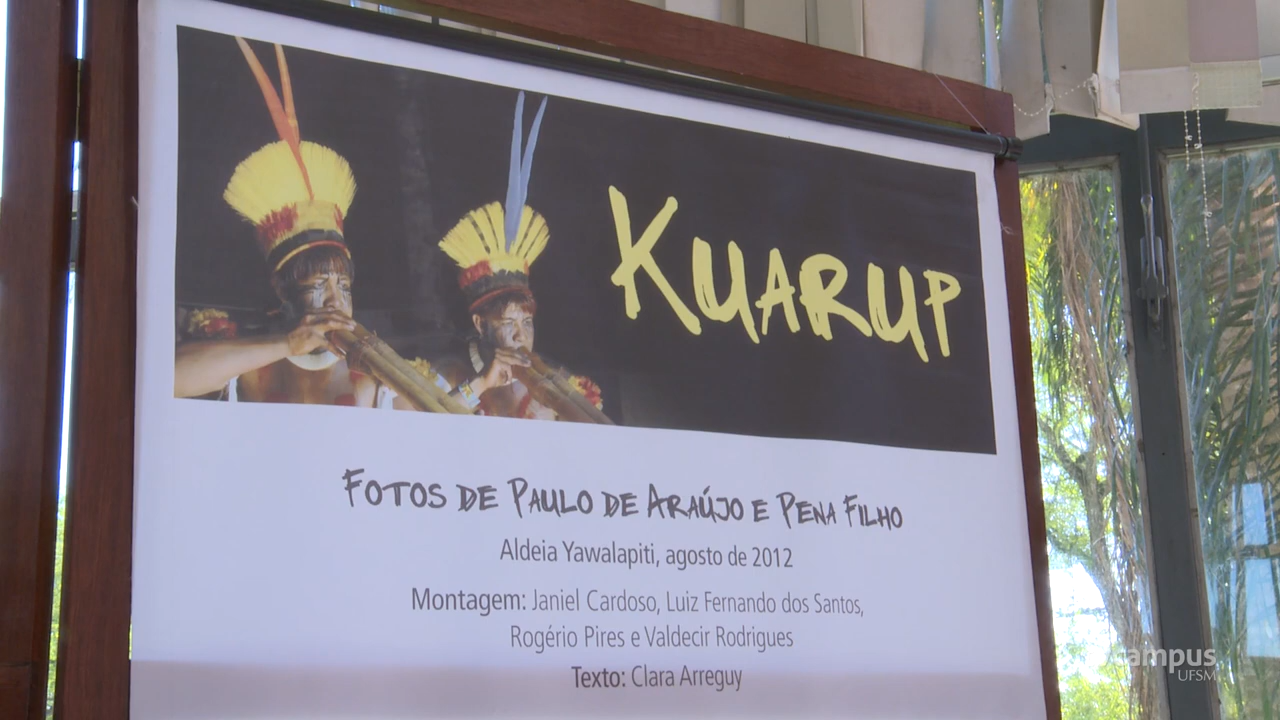 KUARUP
FOTOS DE PAULO DE ARAÚJO E PENA FILHO
Aldeia Yawalapiti, agosto de 2012
Montagem: Janiel Cardoso, Luiz Fernando dos Santos,
Rogério Pires e Valdecir Rodrigues
Texto: Clara Arreguy
campus
UFSM